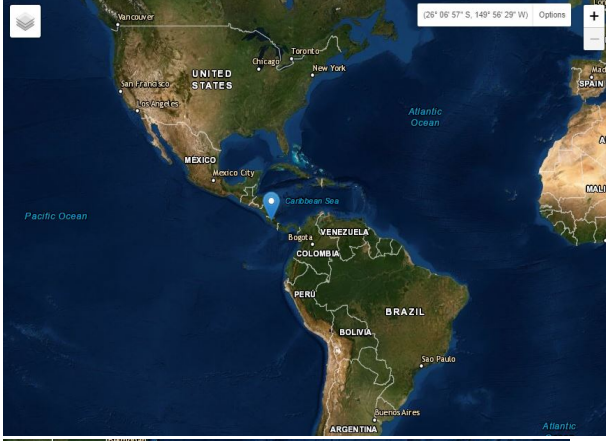 Vancouver
(26° 06' 57" S, 149° 56' 29" W) Options
+
−
Toronto
Chicago
New York
UNITED
STATES
San Francisco
Los Angeles
SPAIN
Atlantic
Ocean
MÉXICO
Mexico City
MALI
Caribbean Sea
Pacific Ocean
Bogota
VENEZUELA
COLOMBIA
PERÚ
BRAZIL
BOLIVIA
Sao Paulo
Buenos Aires
ARGENTINA
Atlantic